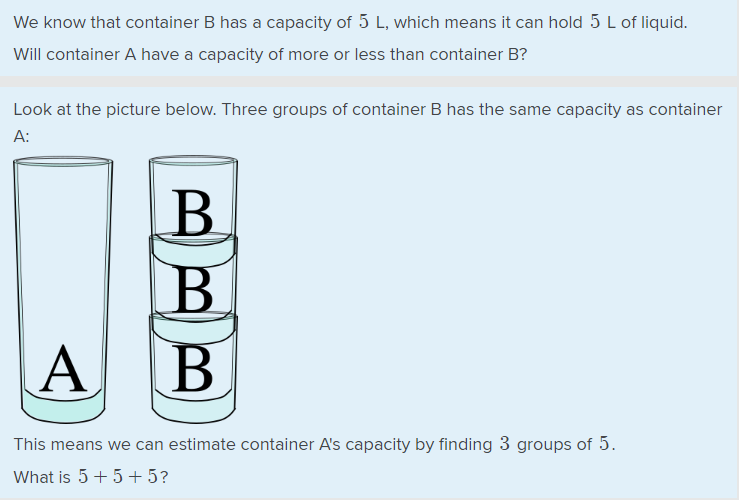 We know that container B has a capacity of 5 L, which means it can hold 5 L of liquid.
Will container A have a capacity of more or less than container B?
Look at the picture below. Three groups of container B has the same capacity as container
A:
B
B
A B
This means we can estimate container A's capacity by finding 3 groups of 5.
What is 5 + 5 + 5?